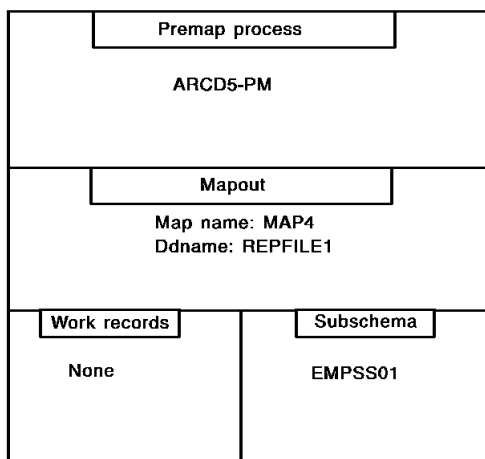 Premap process
ARCD5-PM
Mapout
Map name: MAP4
Ddname: REPFILE1
Work records
Subschema
None
EMPSS01